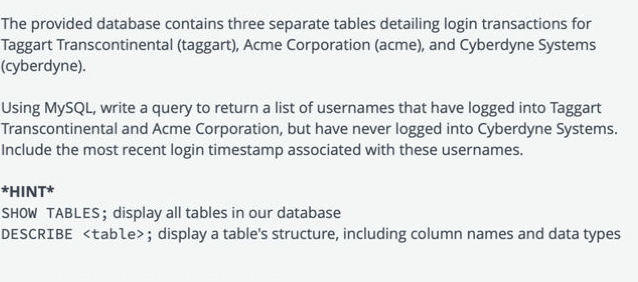 The provided database contains three separate tables detailing login transactions for
Taggart Transcontinental (taggart), Acme Corporation (acme), and Cyberdyne Systems
(cyberdyne).
Using MySQL, write a query to return a list of usernames that have logged into Taggart
Transcontinental and Acme Corporation, but have never logged into Cyberdyne Systems.
Include the most recent login timestamp associated with these usernames.
*HINT*
SHOW TABLES; display all tables in our database
DESCRIBE <table>; display a table's structure, including column names and data types